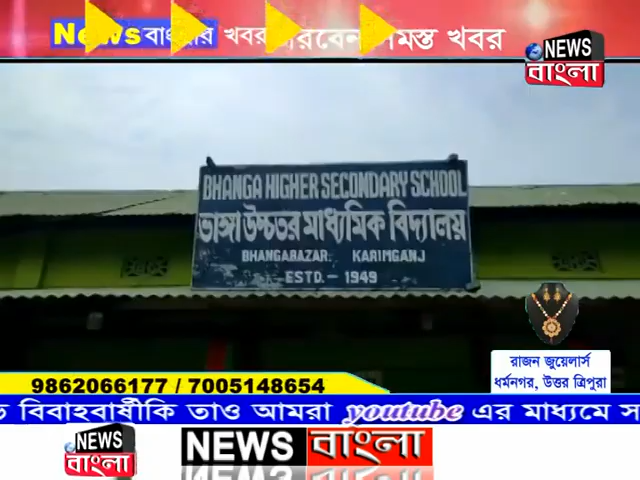 News বাংলার খবর
সমস্ত খবর
NEWS
বাংলা
BHANGA HIGHER SECONDARY SCHOOL
ভাঙ্গা উচ্চতর মাধ্যমিক বিদ্যালয়
BHANGABAZAR. KARIMGANJ
ESTD. - 1949
রাজন জুয়েলার্স
ধর্মনগর, উত্তর ত্রিপুরা
9862066177 / 7005148654
বিবাহবার্ষীকি তাও আমরা youtube এর মাধ্যমে
NEWS
বাংলা
NEWS বাংলা